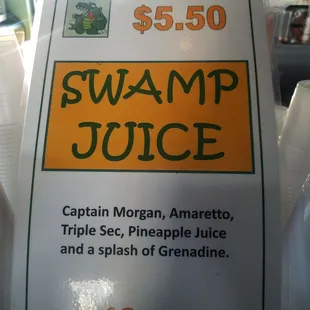 $5.50
SWAMP
JUICE
Captain Morgan, Amaretto,
Triple Sec, Pineapple Juice
and a splash of Grenadine.